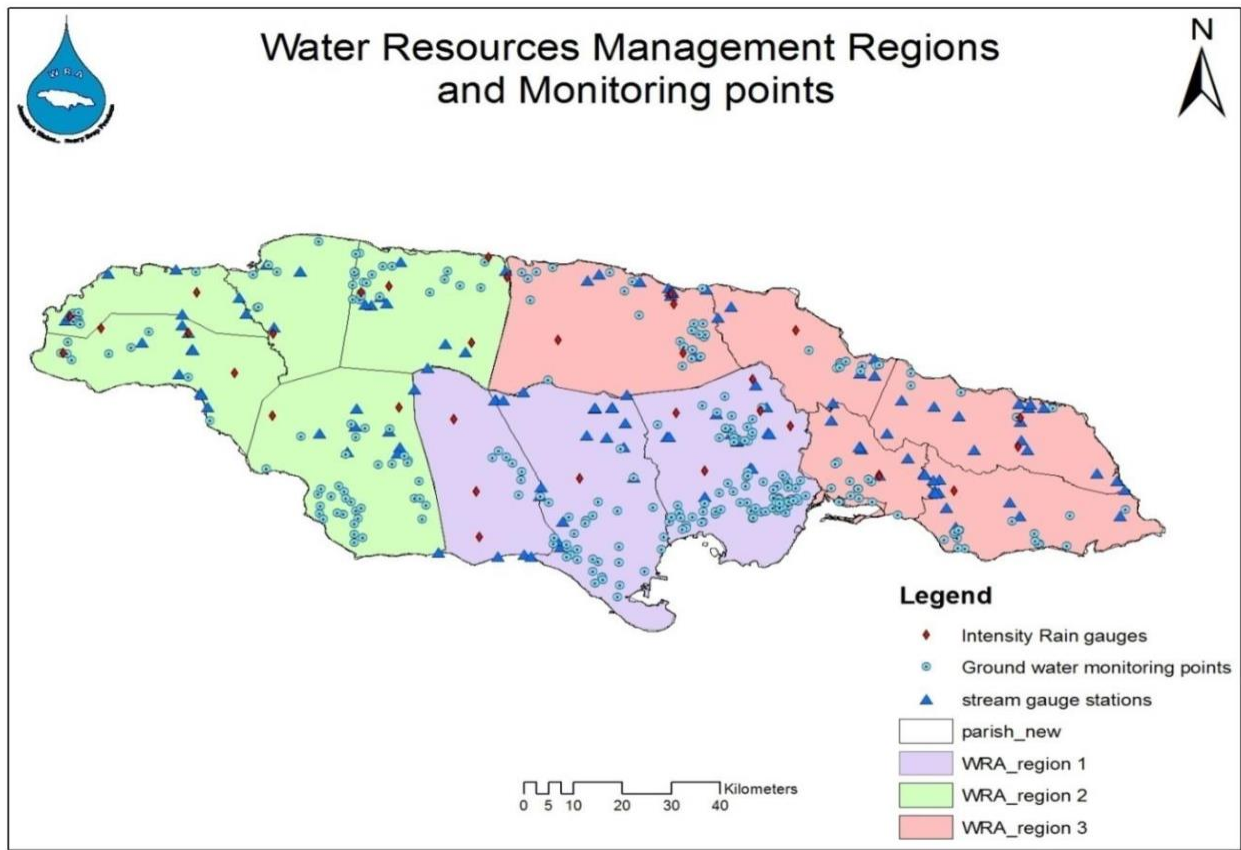 Water Resources Management Regions
and Monitoring points
N
W R A
Legend
Intensity Rain gauges
Ground water monitoring points
stream gauge stations
parish_new
WRA_region 1
WRA_region 2
WRA_region 3
Kilometers
0 5 10 20 30 40